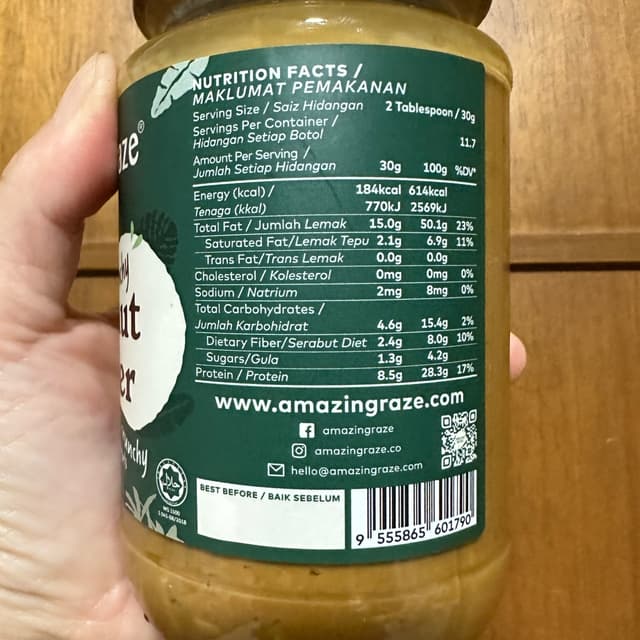 NUTRITION FACTS /
MAKLUMAT PEMAKANAN
Serving Size / Saiz Hidangan 2 Tablespoon / 30g
Servings Per Container /
Hidangan Setiap Botol 11.7
Amount Per Serving /
Jumlah Setiap Hidangan 30g 100g %DV*
Energy (kcal) / 184kcal 614kcal
Tenaga (kkal) 770kJ 2569kJ
Total Fat / Jumlah Lemak 15.0g 50.1g 23%
Saturated Fat/Lemak Tepu 2.1g 6.9g 11%
Trans Fat/Trans Lemak 0.0g 0.0g
Cholesterol / Kolesterol 0mg 0mg 0%
Sodium / Natrium 2mg 8mg 0%
Total Carbohydrates /
Jumlah Karbohidrat 4.6g 15.4g 2%
Dietary Fiber/Serabut Diet 2.4g 8.0g 10%
Sugars/Gula 1.3g 4.2g
Protein / Protein 8.5g 28.3g 17%
www.amazingraze.com
amazingraze
amazingraze.co
hello@amazingraze.com
BEST BEFORE / BAIK SEBELUM
9 555865 601790
aze®
hy
ut
er
unchy
MS 1500